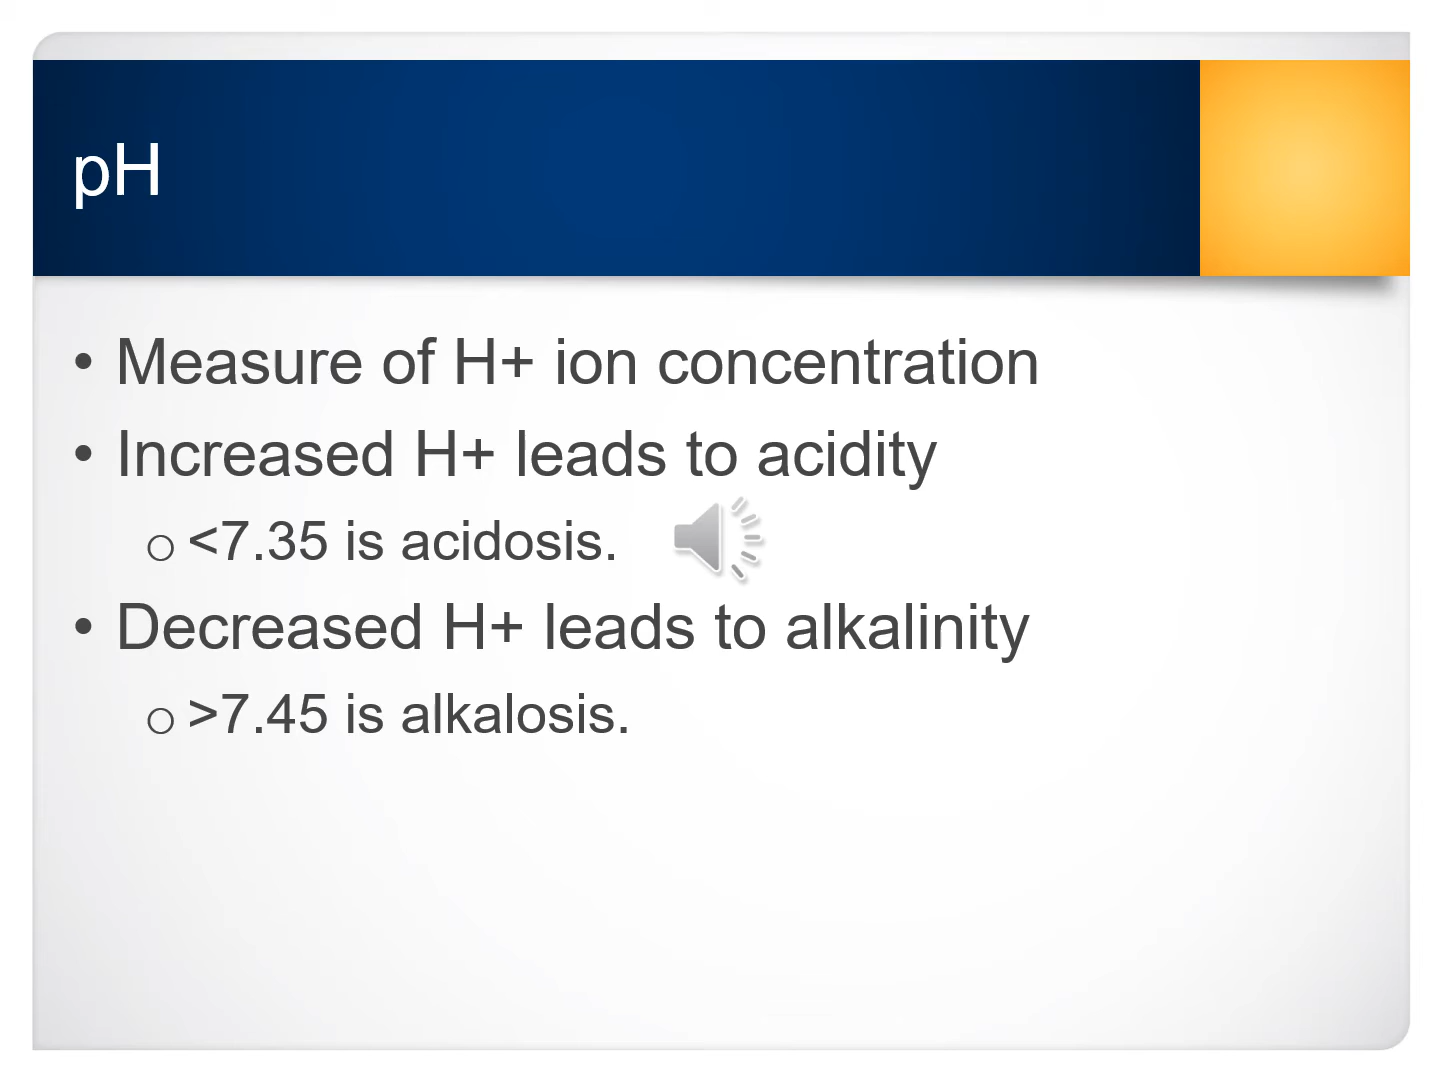 pH
• Measure of H+ ion concentration
• Increased H+ leads to acidity
o <7.35 is acidosis.
• Decreased H+ leads to alkalinity
o >7.45 is alkalosis.